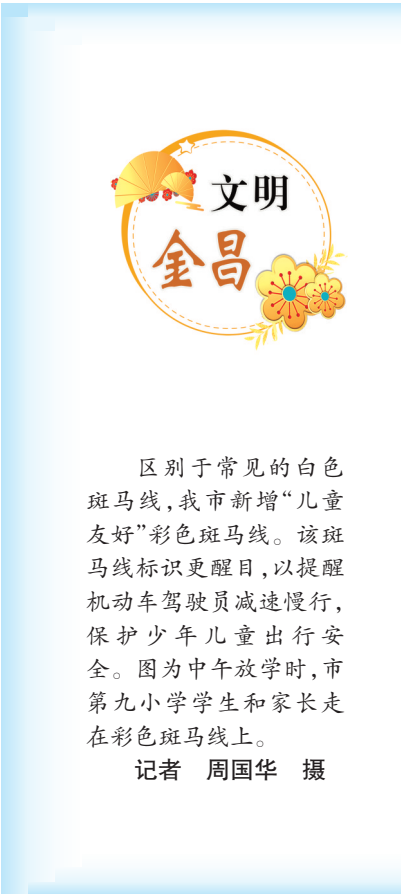 文明
金昌
区别于常见的白色
斑马线,我市新增“儿童
友好”彩色斑马线。该斑
马线标识更醒目,以提醒
机动车驾驶员减速慢行,
保护少年儿童出行安
全。图为中午放学时,市
第九小学学生和家长走
在彩色斑马线上。
记者 周国华 摄